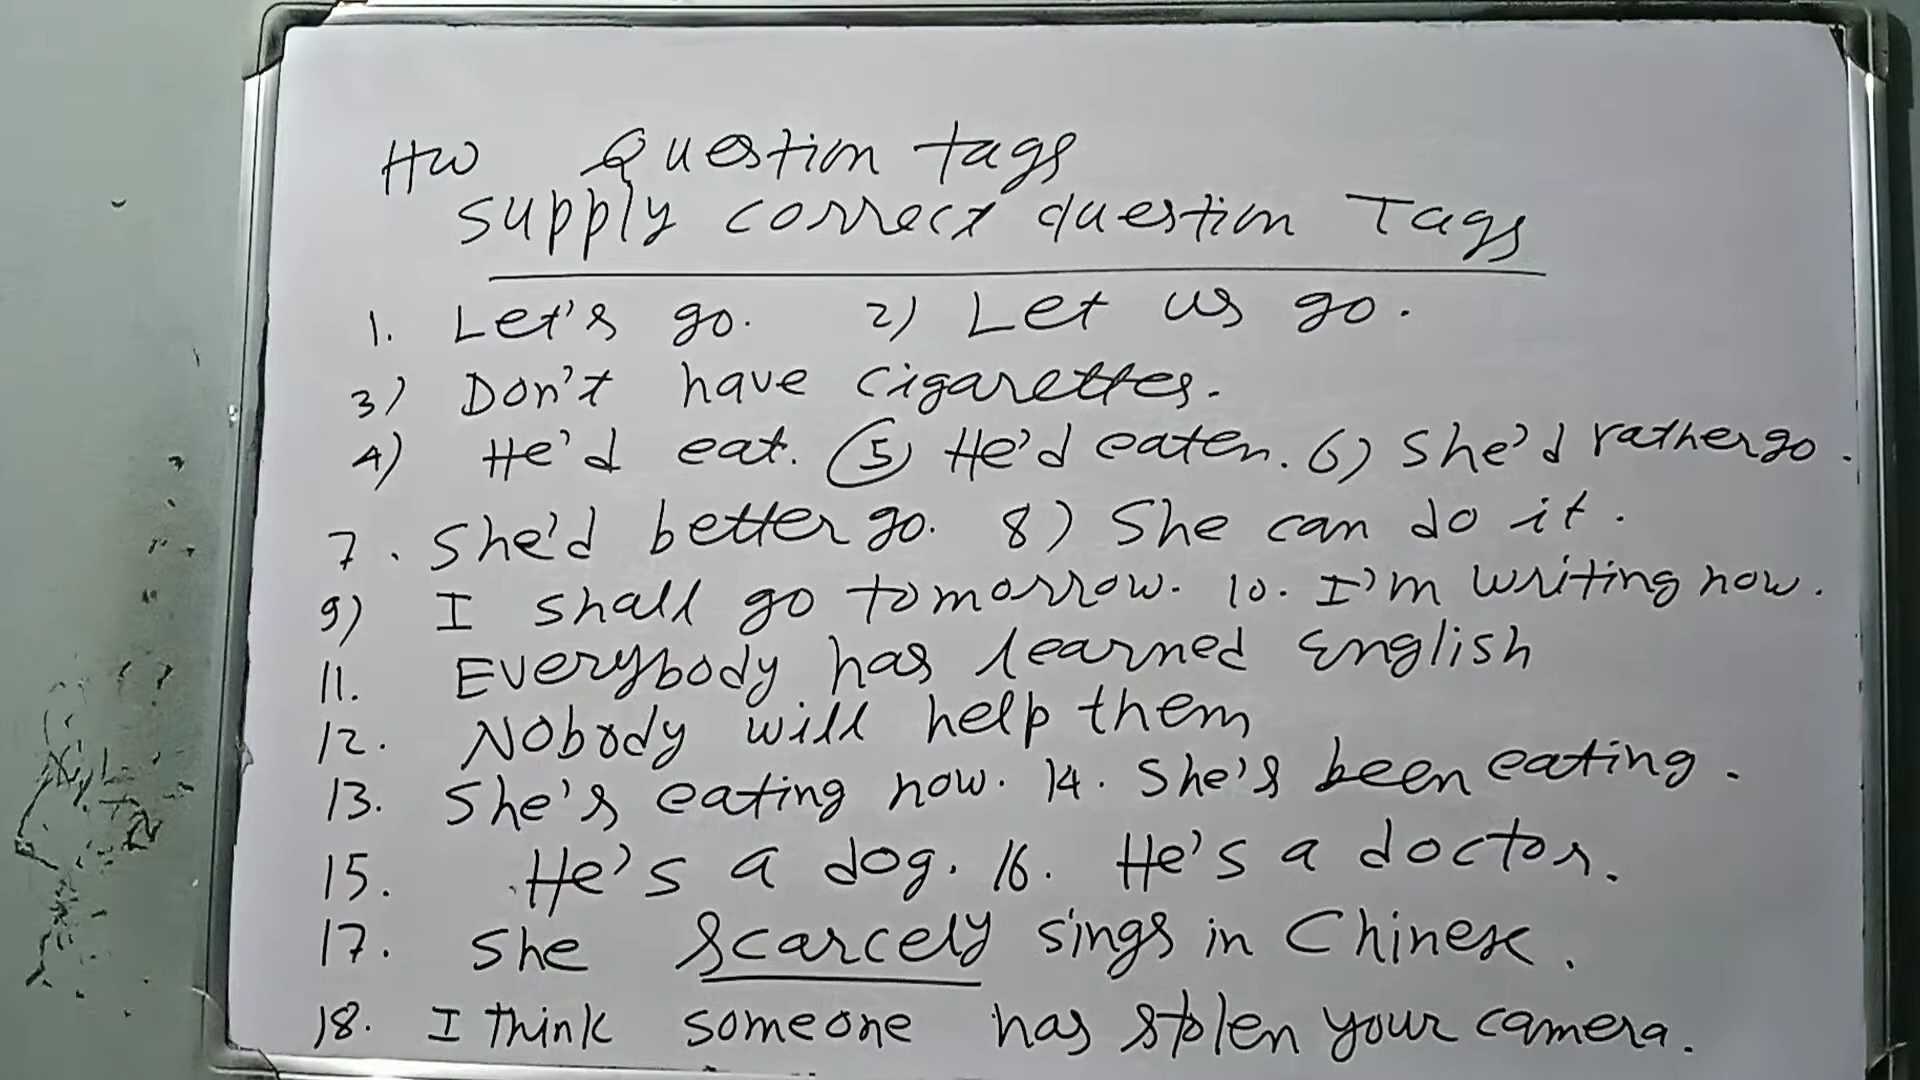 HW Question tags
supply correct question Tags
1. Let's go. 2) Let us go.
3) Don't have cigarettes.
4) He'd eat. (5) He'd eaten. 6) She'd rather go.
7. She'd better go. 8) She can do it.
9) I shall go tomorrow. 10. I'm writing now.
11. Everybody has learned English
12. Nobody will help them
13. She's eating now. 14. She's been eating.
15. He's a dog. 16. He's a doctor.
17. She scarcely sings in Chinese.
18. I think someone has stolen your camera.